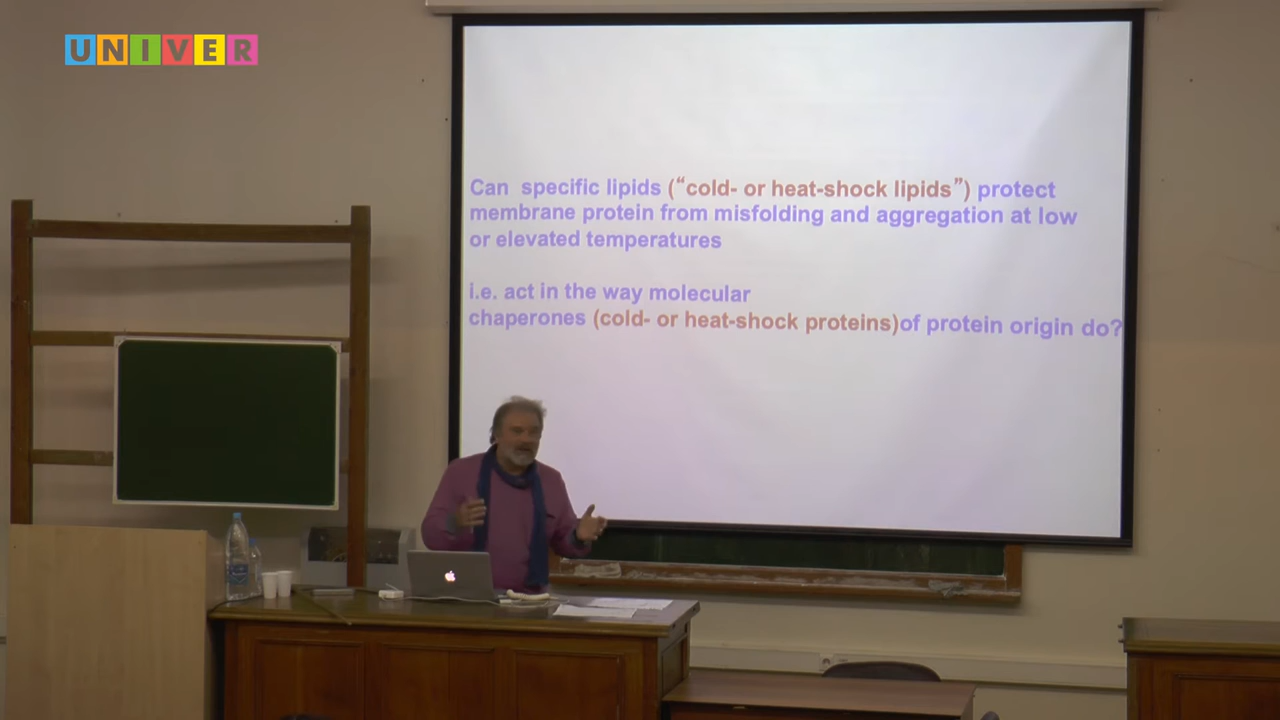 UNIVER
Can specific lipids (“cold- or heat-shock lipids”) protect
membrane protein from misfolding and aggregation at low
or elevated temperatures
i.e. act in the way molecular
chaperones (cold- or heat-shock proteins)of protein origin do?